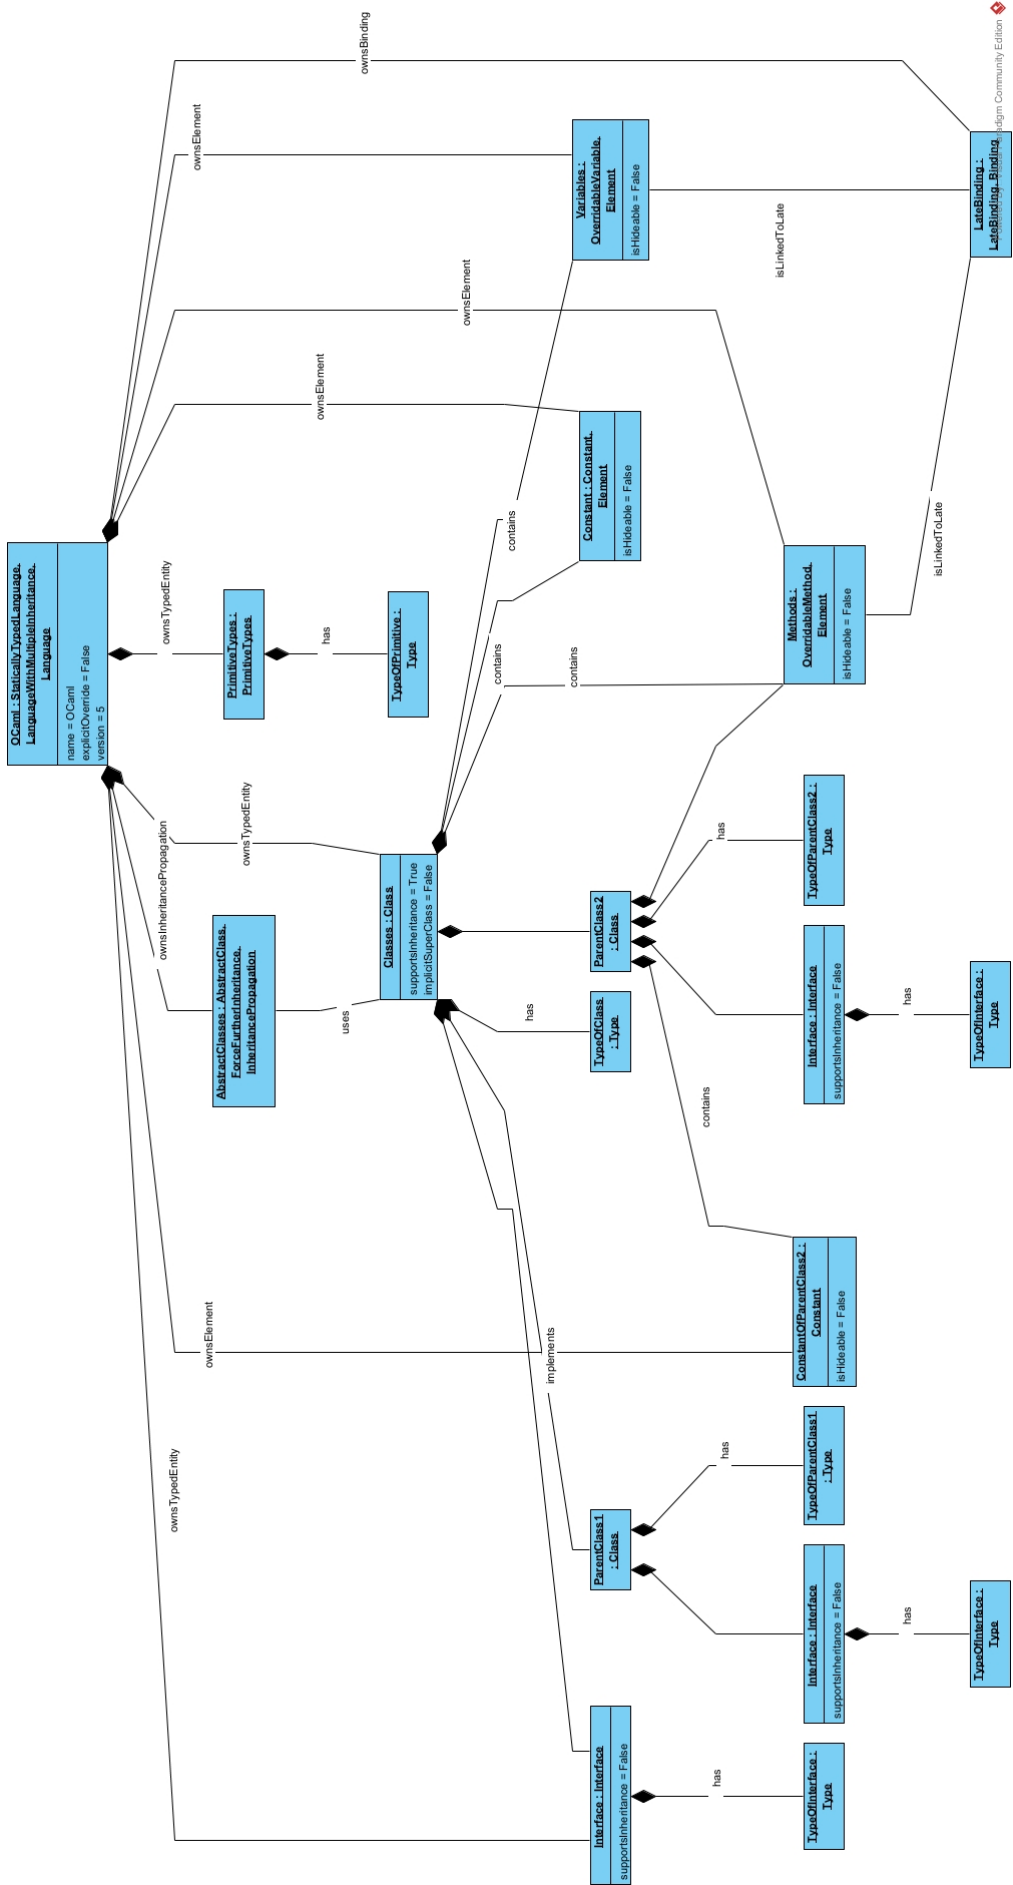 OCaml : StaticallyTypedLanguage,
LanguageWithMultipleInheritance,
Language
name = OCaml
explicitOverride = False
version = 5
ownsTypedEntity
ownsElement
ownsInheritancePropagation
ownsTypedEntity
ownsTypedEntity
ownsElement
ownsElement
ownsElement
ownsBinding
AbstractClasses : AbstractClass,
ForceFurtherInheritance,
InheritancePropagation
PrimitiveTypes :
PrimitiveTypes
uses
has
TypeOfPrimitive :
Type
Classes : Class
supportsInheritance = True
implicitSuperClass = False
implements
has
contains
contains
contains
Interface : Interface
supportsInheritance = False
ParentClass1
: Class
TypeOfClass
: Type
ParentClass2
: Class
Constant : Constant,
Element
isHideable = False
Variables :
OverridableVariable,
Element
isHideable = False
has
has
contains
has
isLinkedToLate
TypeOfInterface :
Type
Interface : Interface
supportsInheritance = False
TypeOfParentClass1
: Type
ConstantOfParentClass2 :
Constant
isHideable = False
Interface : Interface
supportsInheritance = False
TypeOfParentClass2 :
Type
Methods :
OverridableMethod,
Element
isHideable = False
has
has
isLinkedToLate
TypeOfInterface :
Type
TypeOfInterface :
Type
LateBinding :
LateBinding, Binding
Community Edition